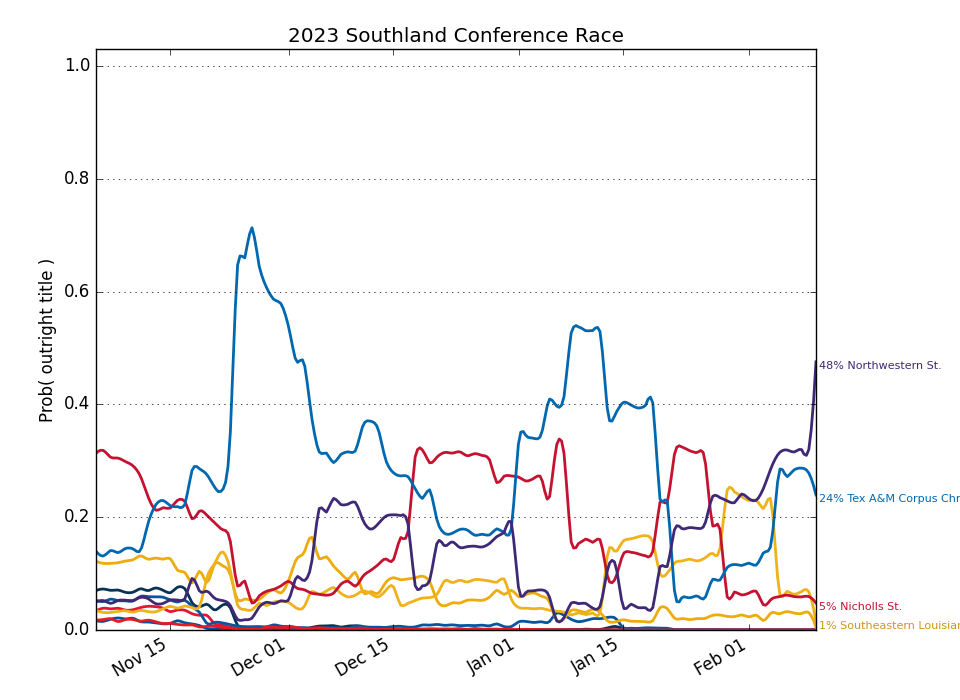 2023 Southland Conference Race
Prob( outright title )
1.0
0.8
0.6
0.4
0.2
0.0
Nov 15
Dec 01
Dec 15
Jan 01
Jan 15
Feb 01
48% Northwestern St.
24% Tex A&M Corpus Chr
5% Nicholls St.
1% Southeastern Louisian